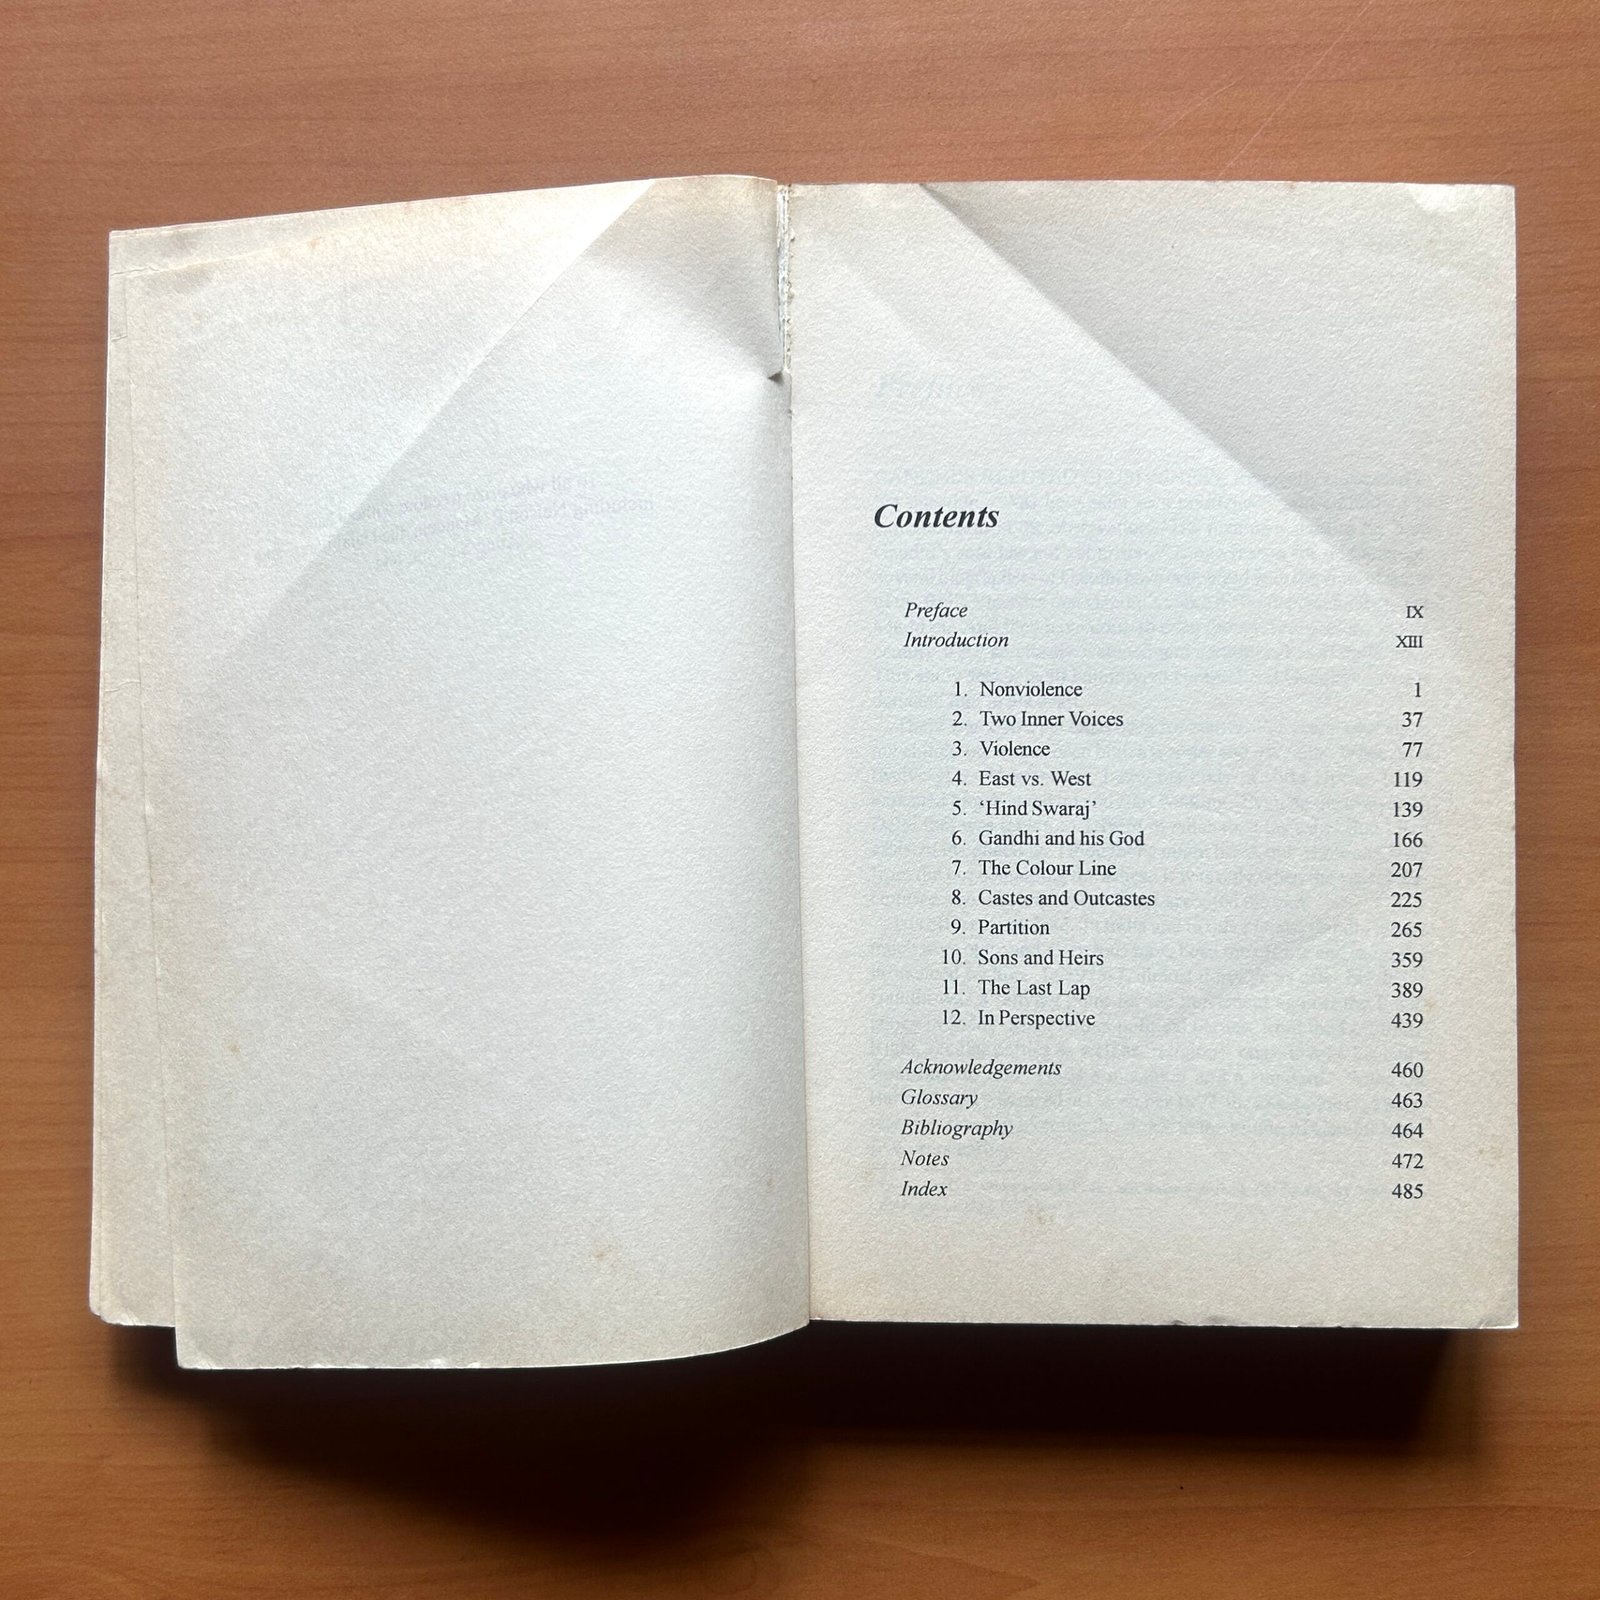 Contents
Preface IX
Introduction XIII
1. Nonviolence 1
2. Two Inner Voices 37
3. Violence 77
4. East vs. West 119
5. ‘Hind Swaraj’ 139
6. Gandhi and his God 166
7. The Colour Line 207
8. Castes and Outcastes 225
9. Partition 265
10. Sons and Heirs 359
11. The Last Lap 389
12. In Perspective 439
Acknowledgements 460
Glossary 463
Bibliography 464
Notes 472
Index 485